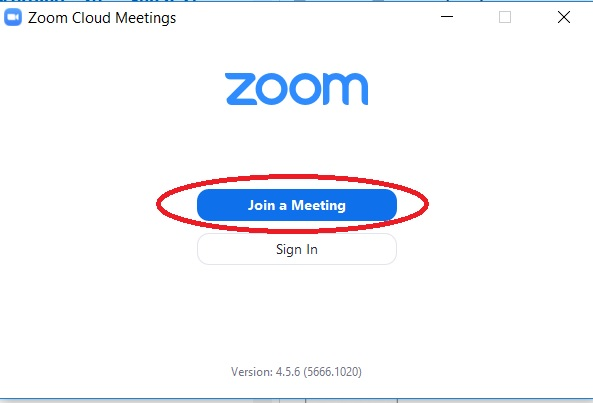 Zoom Cloud Meetings
zoom
Join a Meeting
Sign In
Version: 4.5.6 (5666.1020)